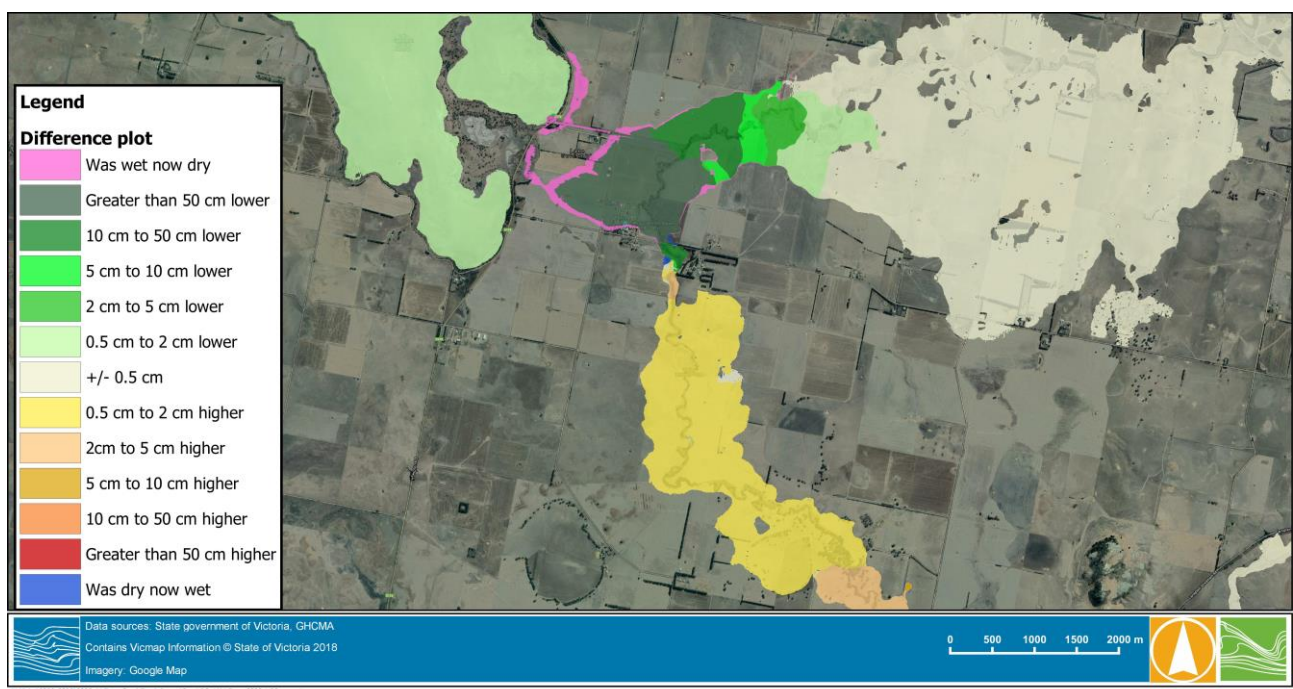 Legend
Difference plot
Was wet now dry
Greater than 50 cm lower
10 cm to 50 cm lower
5 cm to 10 cm lower
2 cm to 5 cm lower
0.5 cm to 2 cm lower
+/- 0.5 cm
0.5 cm to 2 cm higher
2cm to 5 cm higher
5 cm to 10 cm higher
10 cm to 50 cm higher
Greater than 50 cm higher
Was dry now wet
Data sources: State government of Victoria, GHCMA
Contains Vicmap Information © State of Victoria 2018
Imagery: Google Map
0 500 1000 1500 2000 m